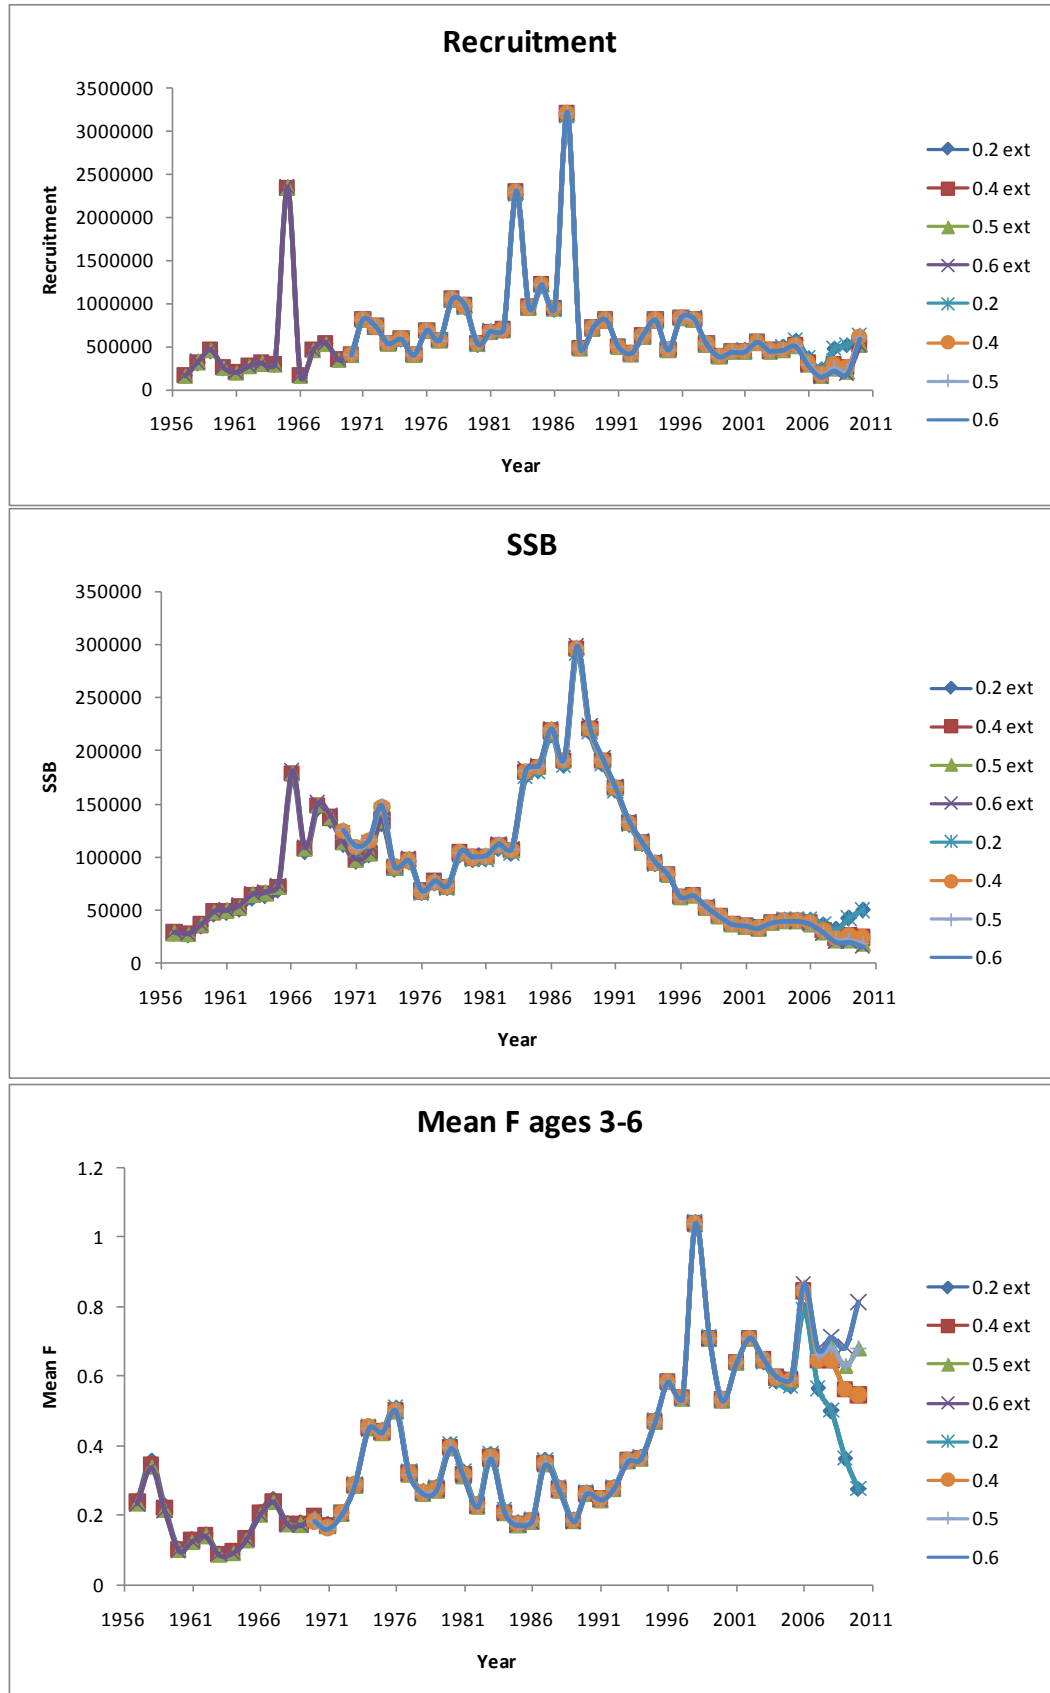 Recruitment
3500000
3000000
2500000
2000000
1500000
1000000
500000
0
Recruitment
1956 1961 1966 1971 1976 1981 1986 1991 1996 2001 2006 2011
Year
0.2 ext
0.4 ext
0.5 ext
0.6 ext
0.2
0.4
0.5
0.6
SSB
350000
300000
250000
200000
150000
100000
50000
0
SSB
1956 1961 1966 1971 1976 1981 1986 1991 1996 2001 2006 2011
Year
0.2 ext
0.4 ext
0.5 ext
0.6 ext
0.2
0.4
0.5
0.6
Mean F ages 3-6
1.2
1
0.8
0.6
0.4
0.2
0
Mean F
1956 1961 1966 1971 1976 1981 1986 1991 1996 2001 2006 2011
Year
0.2 ext
0.4 ext
0.5 ext
0.6 ext
0.2
0.4
0.5
0.6